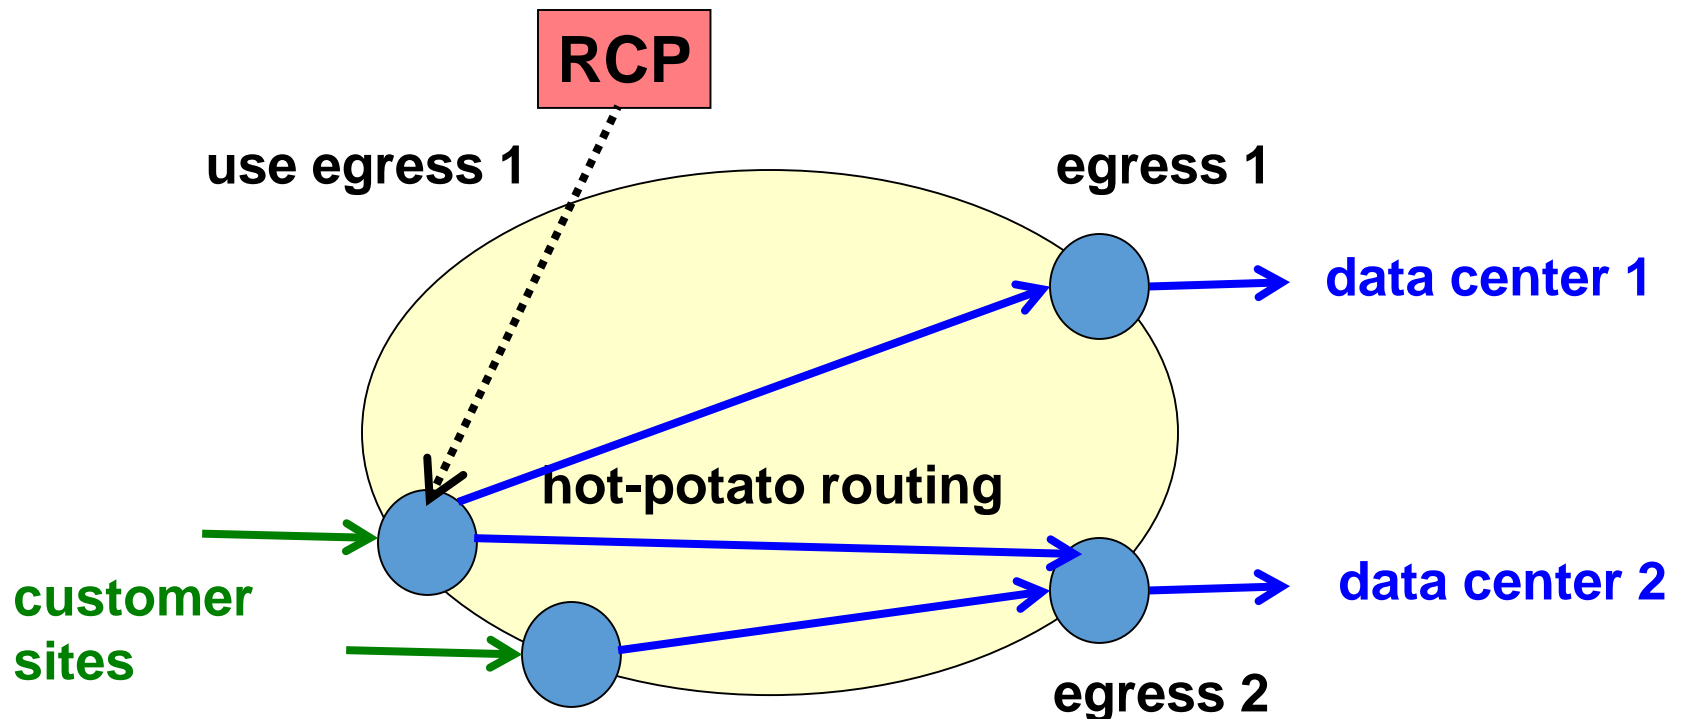 RCP
use egress 1
egress 1
data center 1
hot-potato routing
customer
sites
data center 2
egress 2